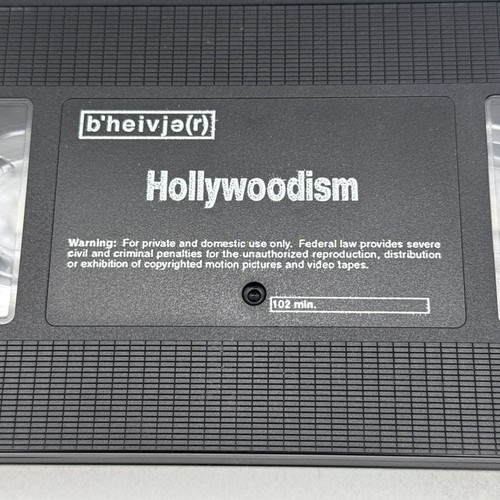 b'heivjə(r)
Hollywoodism
Warning: For private and domestic use only. Federal law provides severe
civil and criminal penalties for the unauthorized reproduction, distribution
or exhibition of copyrighted motion pictures and video tapes.
102 min.